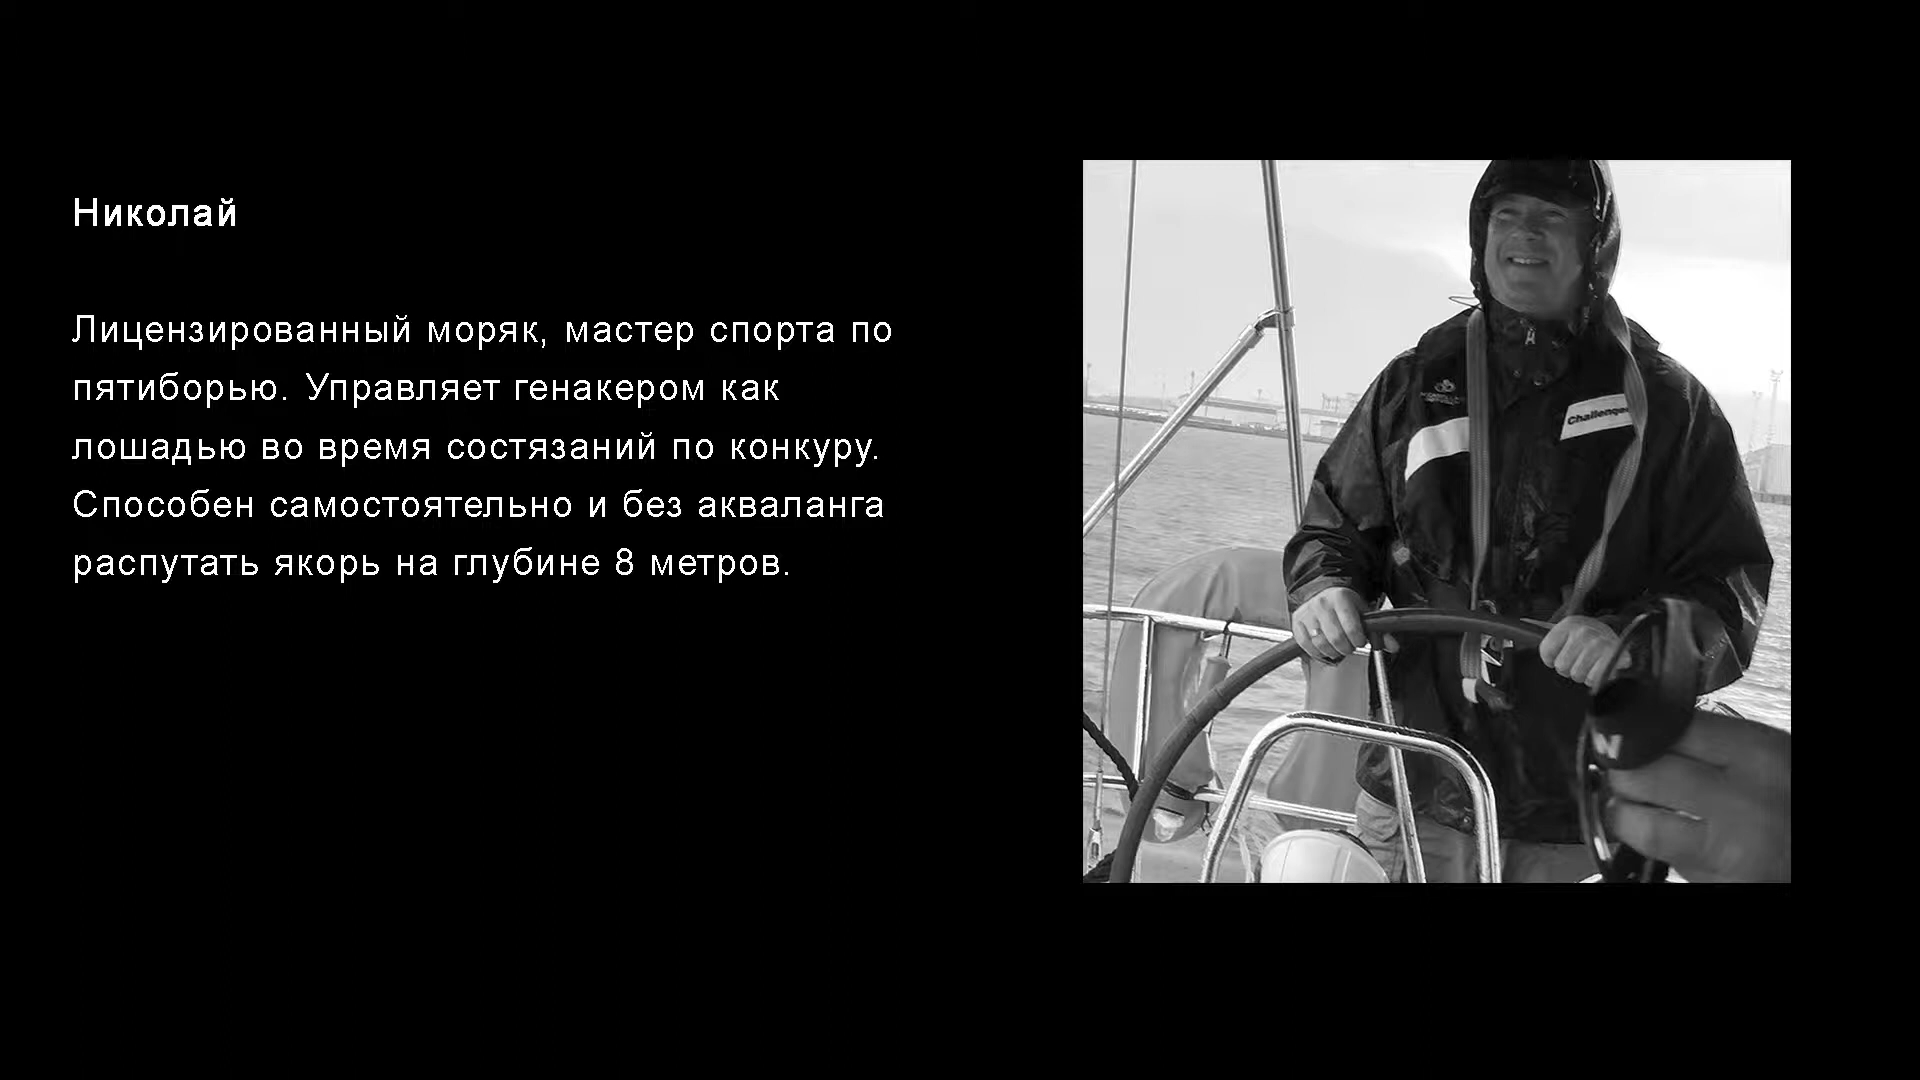 Николай
Лицензированный моряк, мастер спорта по
пятиборью. Управляет генакером как
лошадью во время состязаний по конкуру.
Способен самостоятельно и без акваланга
распутать якорь на глубине 8 метров.
Challenger
N